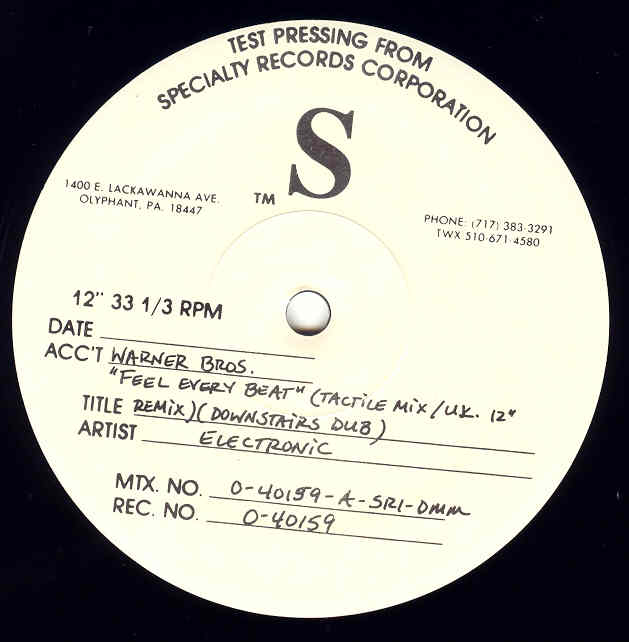 TEST PRESSING FROM
SPECIALTY RECORDS CORPORATION
S
TM
1400 E. LACKAWANNA AVE.
OLYPHANT, PA. 18447
PHONE: (717) 383-3291
TWX 510-671-4580
12" 33 1/3 RPM
DATE
ACC'T WARNER BROS.
"FEEL EVERY BEAT" (TACTILE MIX/U.K. 12"
TITLE REMIX) (DOWNSTAIRS DUB)
ARTIST ELECTRONIC
MTX. NO. 0-40159-A-SR1-DMM
REC. NO. 0-40159